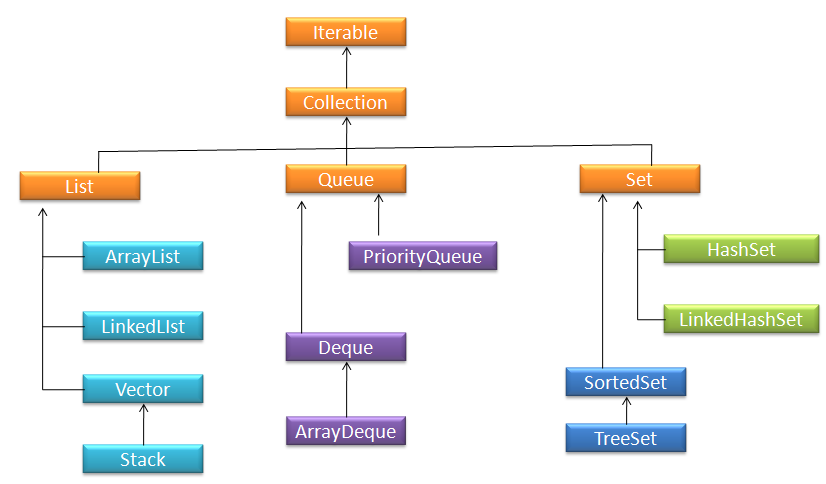 Iterable
Collection
List
Queue
Set
ArrayList
PriorityQueue
HashSet
LinkedLIst
Deque
LinkedHashSet
Vector
SortedSet
ArrayDeque
TreeSet
Stack